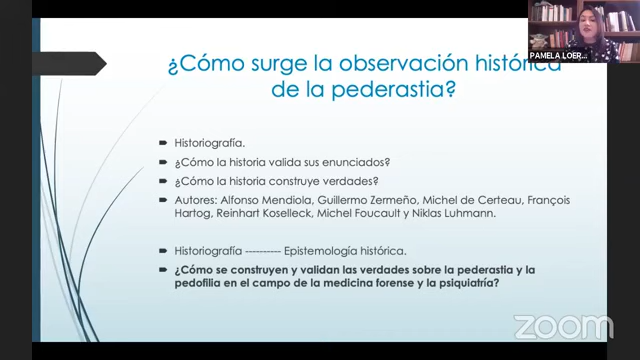 PAMELA LOER...
¿Cómo surge la observación histórica
de la pederastia?
Historiografía.
¿Cómo la historia valida sus enunciados?
¿Cómo la historia construye verdades?
Autores: Alfonso Mendiola, Guillermo Zermeño, Michel de Certeau, François
Hartog, Reinhart Koselleck, Michel Foucault y Niklas Luhmann.
Historiografía ---------- Epistemología histórica.
¿Cómo se construyen y validan las verdades sobre la pederastia y la
pedofilia en el campo de la medicina forense y la psiquiatría?
zoom